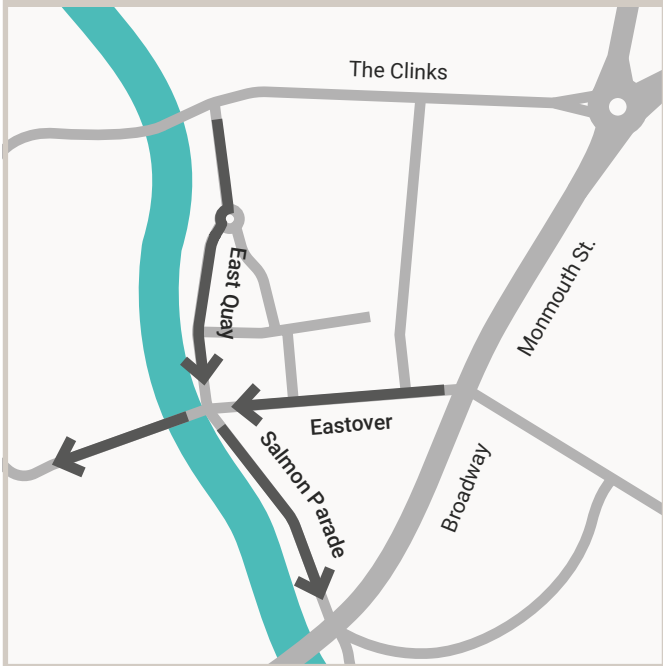 The Clinks
East Quay
Monmouth St.
Eastover
Salmon Parade
Broadway